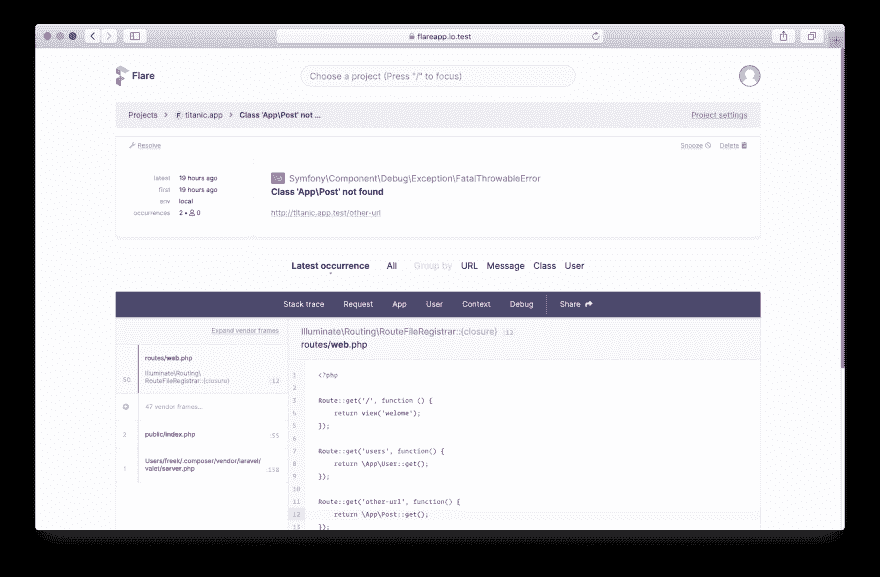 flareapp.io.test
Flare
Choose a project (Press "/" to focus)
Projects > F titanic.app > Class 'App\Post' not ...
Project settings
Resolve
Snooze
Delete
latest 19 hours ago
first 19 hours ago
env local
occurrences 2 • 0
Symfony\Component\Debug\Exception\FatalThrowableError
Class 'App\Post' not found
http://titanic.app.test/other-url
Latest occurrence All Group by URL Message Class User
Stack trace Request App User Context Debug Share
Expand vendor frames
routes/web.php
50 Illuminate\Routing\
RouteFileRegistrar::{closure} :12
47 vendor frames...
2 public/index.php :55
1 Users/freek/.composer/vendor/laravel/
valet/server.php :158
Illuminate\Routing\RouteFileRegistrar::{closure} :12
routes/web.php
1 <?php
2
3 Route::get('/', function () {
4 return view('welome');
5 });
6
7 Route::get('users', function() {
8 return \App\User::get();
9 });
10
11 Route::get('other-url', function() {
12 return \App\Post::get();
13 });